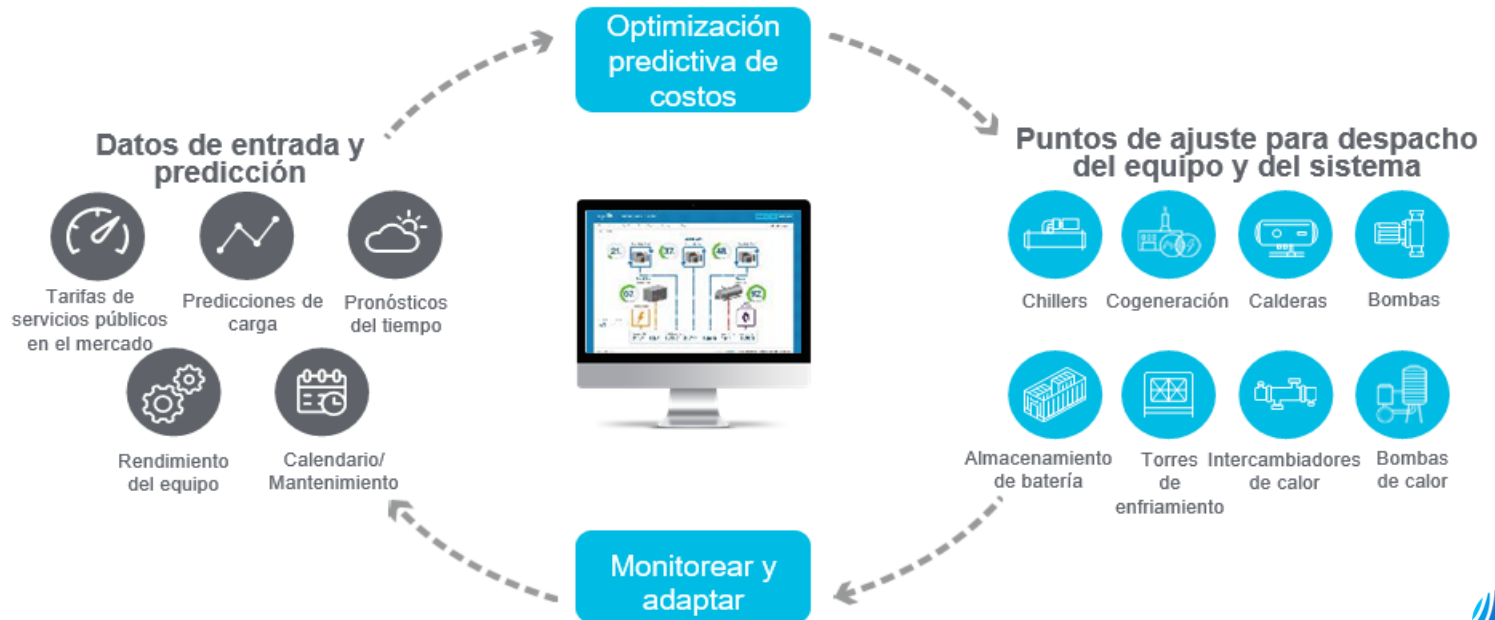 Optimización
predictiva de
costos
Datos de entrada y
predicción
Tarifas de
servicios públicos
en el mercado
Predicciones de
carga
Pronósticos
del tiempo
Rendimiento
del equipo
Calendario/
Mantenimiento
Puntos de ajuste para despacho
del equipo y del sistema
Chillers
Cogeneración
Calderas
Bombas
Almacenamiento
de batería
Torres
de
enfriamiento
Intercambiadores
de calor
Bombas
de calor
Monitorear y
adaptar